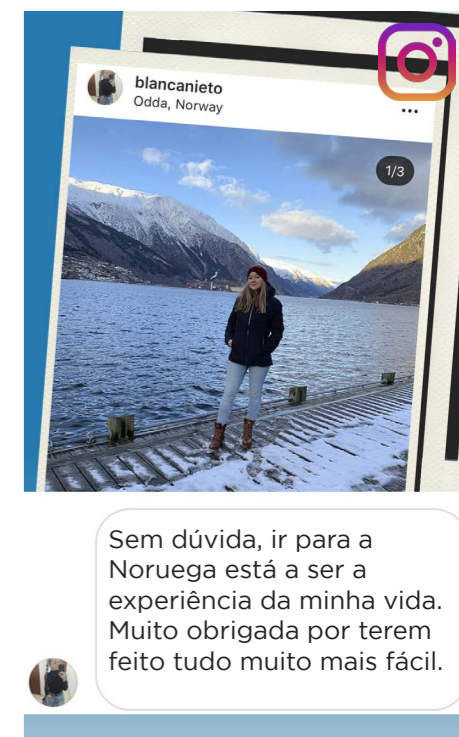 blancanieto
Odda, Norway
1/3
Sem dúvida, ir para a
Noruega está a ser a
experiência da minha vida.
Muito obrigada por terem
feito tudo muito mais fácil.